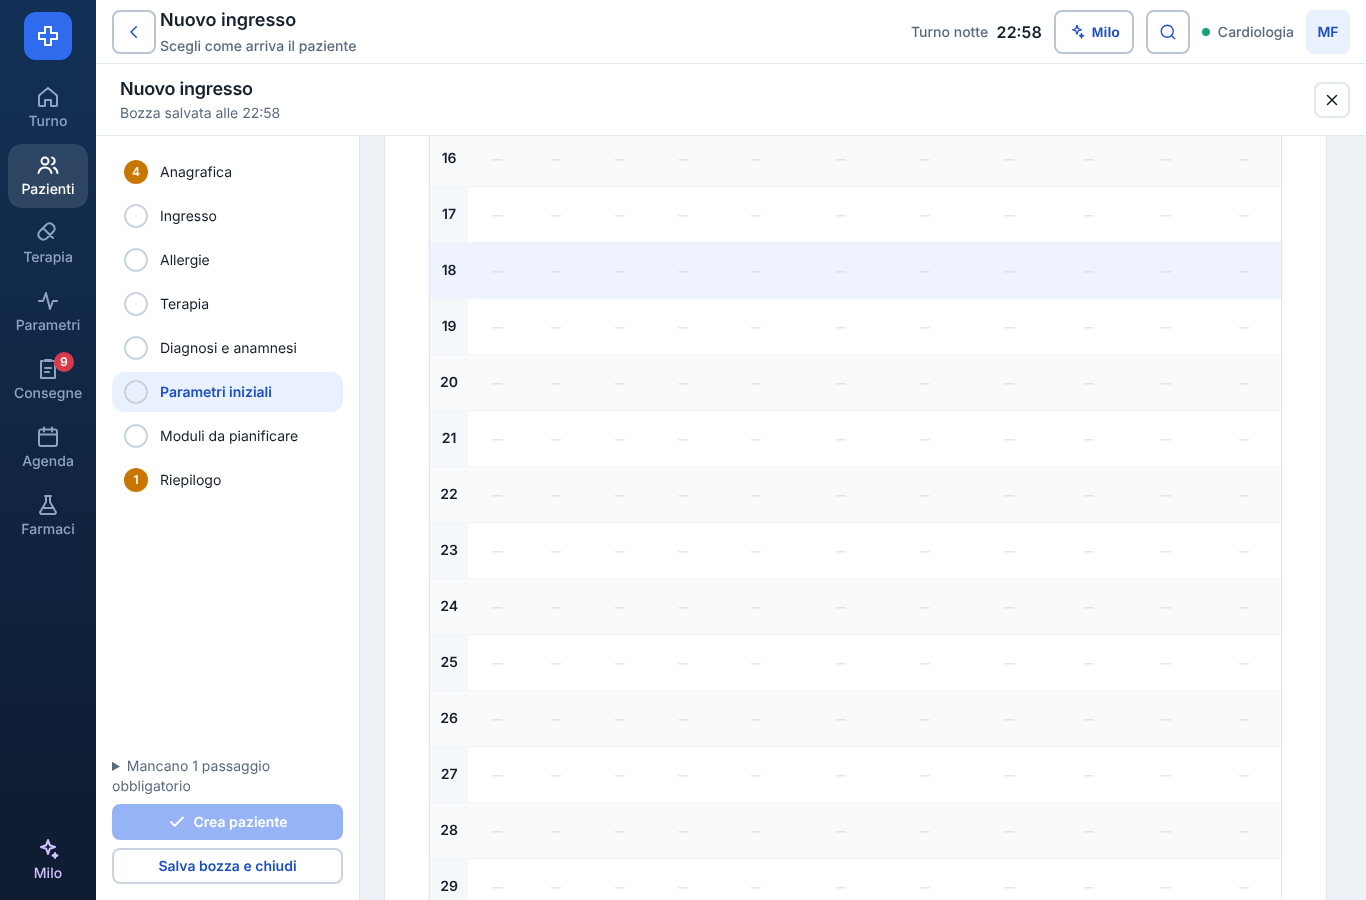 Nuovo ingresso
Scegli come arriva il paziente
Turno notte 22:58
Milo
Cardiologia
MF
Turno
Pazienti
Terapia
Parametri
9
Consegne
Agenda
Farmaci
Milo
Nuovo ingresso
Bozza salvata alle 22:58
4 Anagrafica
Ingresso
Allergie
Terapia
Diagnosi e anamnesi
Parametri iniziali
Moduli da pianificare
1 Riepilogo
Mancano 1 passaggio
obbligatorio
Crea paziente
Salva bozza e chiudi
16 — — — — — — — — — — —
17 — — — — — — — — — — —
18 — — — — — — — — — — —
19 — — — — — — — — — — —
20 — — — — — — — — — — —
21 — — — — — — — — — — —
22 — — — — — — — — — — —
23 — — — — — — — — — — —
24 — — — — — — — — — — —
25 — — — — — — — — — — —
26 — — — — — — — — — — —
27 — — — — — — — — — — —
28 — — — — — — — — — — —
29 — — — — — — — — — — —